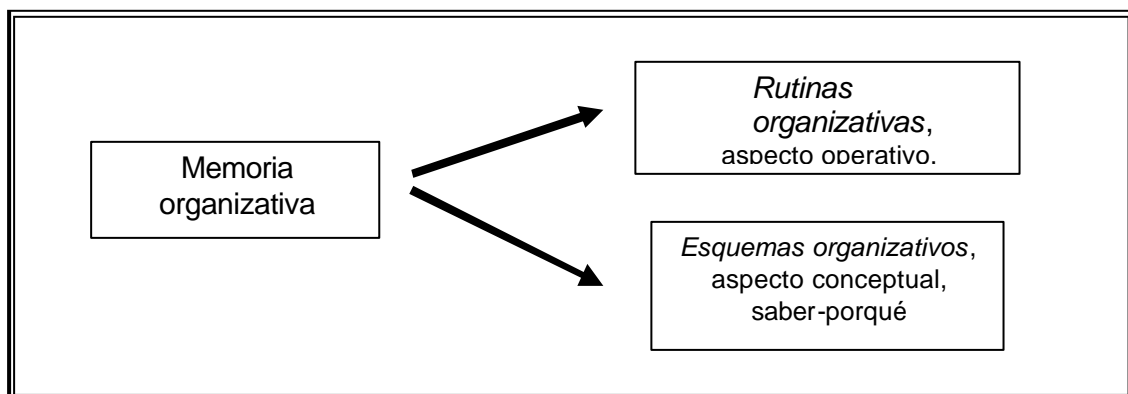 Memoria
organizativa
Rutinas
organizativas,
aspecto operativo,
Esquemas organizativos,
aspecto conceptual,
saber-porqué